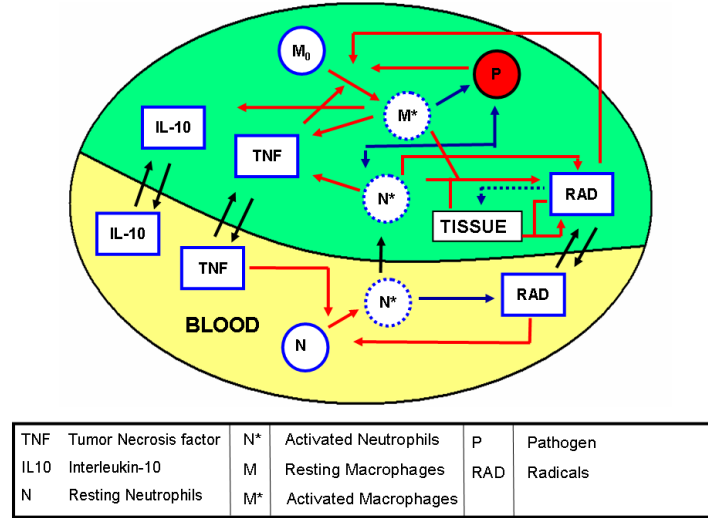 M0
P
M*
IL-10
TNF
N*
RAD
TISSUE
IL-10
TNF
N*
RAD
BLOOD
N
TNF Tumor Necrosis factor N* Activated Neutrophils P Pathogen
IL10 Interleukin-10 M Resting Macrophages RAD Radicals
N Resting Neutrophils M* Activated Macrophages